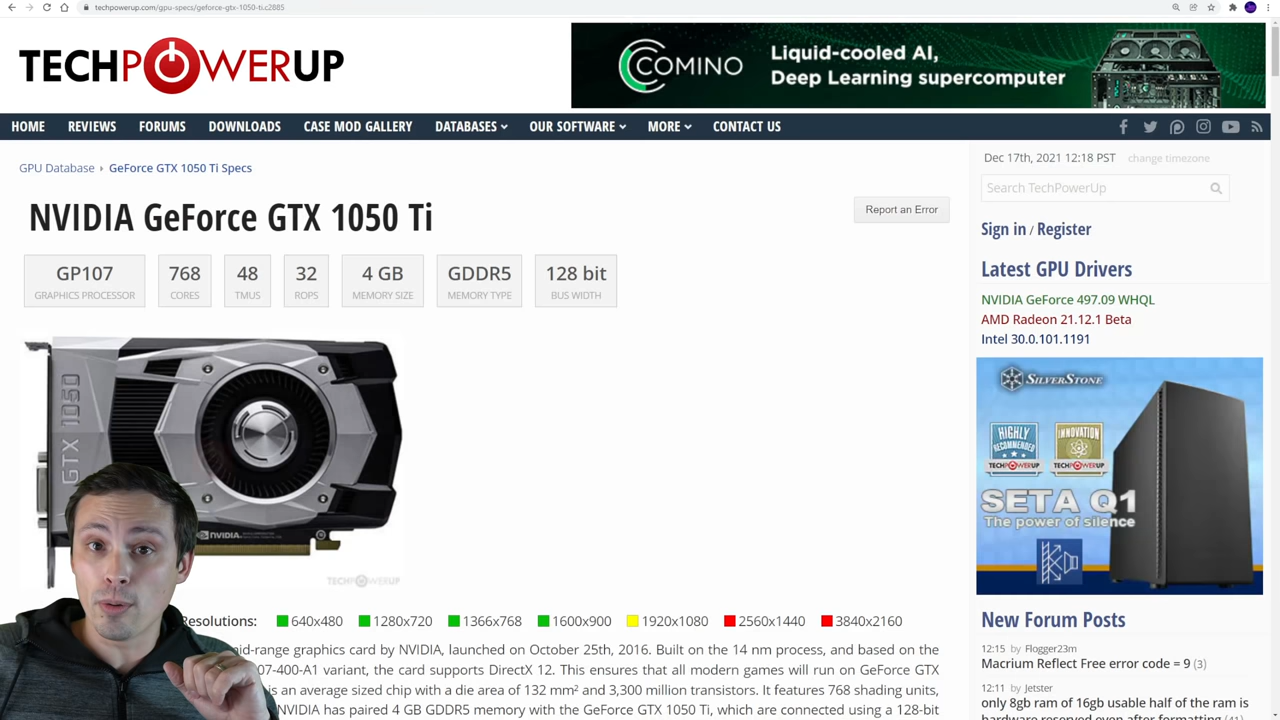 techpowerup.com/gpu-specs/geforce-gtx-1050-ti.c2885
TECHPOWERUP
COMINO
Liquid-cooled AI,
Deep Learning supercomputer
HOME REVIEWS FORUMS DOWNLOADS CASE MOD GALLERY DATABASES OUR SOFTWARE MORE CONTACT US
GPU Database GeForce GTX 1050 Ti Specs
Dec 17th, 2021 12:18 PST change timezone
Search TechPowerUp
NVIDIA GeForce GTX 1050 Ti
Report an Error
Sign in / Register
GP107 768 48 32 4 GB GDDR5 128 bit
GRAPHICS PROCESSOR CORES TMUS ROPS MEMORY SIZE MEMORY TYPE BUS WIDTH
Latest GPU Drivers
NVIDIA GeForce 497.09 WHQL
AMD Radeon 21.12.1 Beta
Intel 30.0.101.1191
GTX 1050
NVIDIA.
TECHPOWERUP
SILVERSTONE
HIGHLY RECOMMENDED
TECHPOWERUP
INNOVATION
TECHPOWERUP
SETA Q1
The power of silence
Resolutions: 640x480 1280x720 1366x768 1600x900 1920x1080 2560x1440 3840x2160
mid-range graphics card by NVIDIA, launched on October 25th, 2016. Built on the 14 nm process, and based on the
07-400-A1 variant, the card supports DirectX 12. This ensures that all modern games will run on GeForce GTX
is an average sized chip with a die area of 132 mm² and 3,300 million transistors. It features 768 shading units,
NVIDIA has paired 4 GB GDDR5 memory with the GeForce GTX 1050 Ti, which are connected using a 128-bit
New Forum Posts
12:15 by Flogger23m
Macrium Reflect Free error code = 9 (3)
12:11 by Jetster
only 8gb ram of 16gb usable half of the ram is
hardware reserved even after formatting (41)